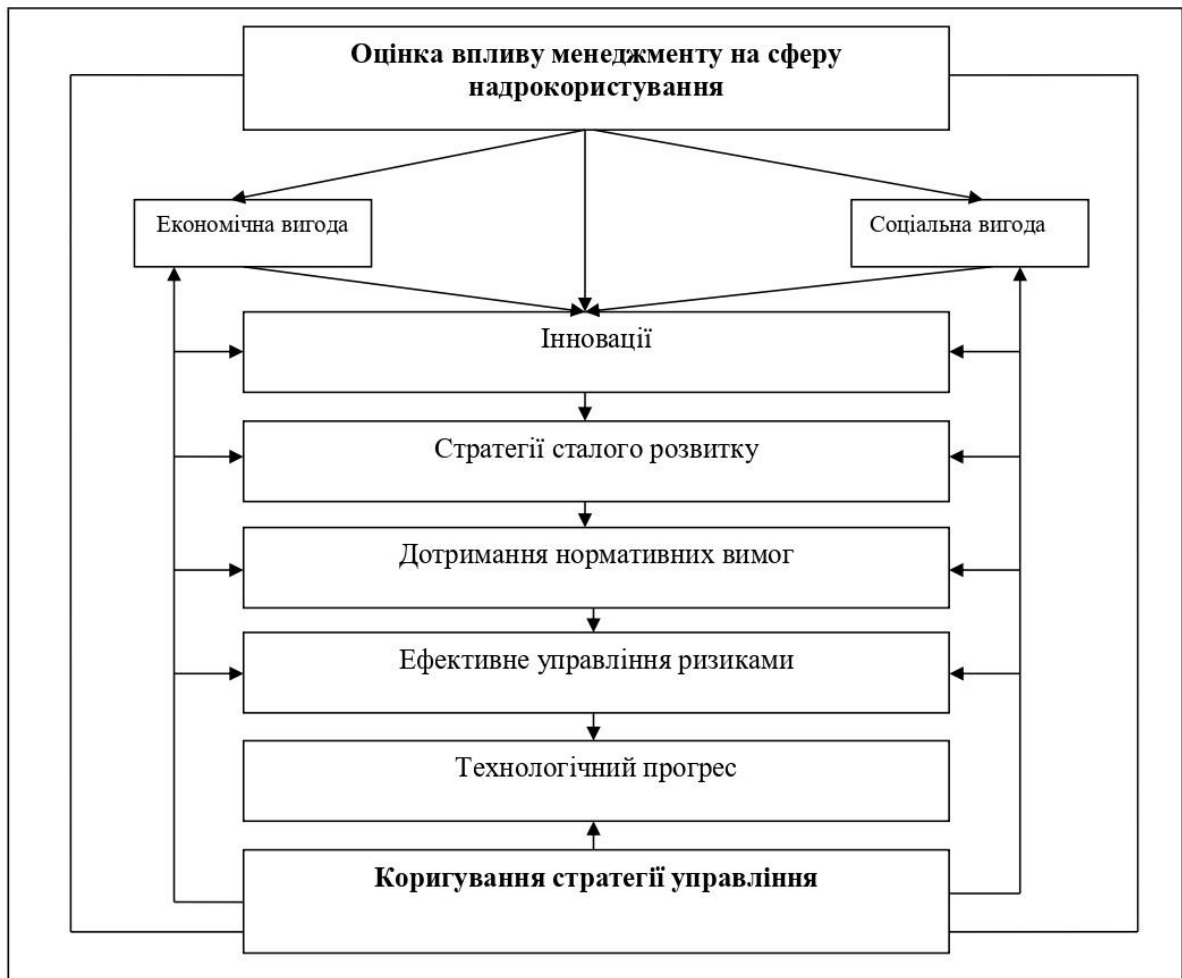 Оцінка впливу менеджменту на сферу
надрокористування
Економічна вигода
Соціальна вигода
Інновації
Стратегії сталого розвитку
Дотримання нормативних вимог
Ефективне управління ризиками
Технологічний прогрес
Коригування стратегії управління